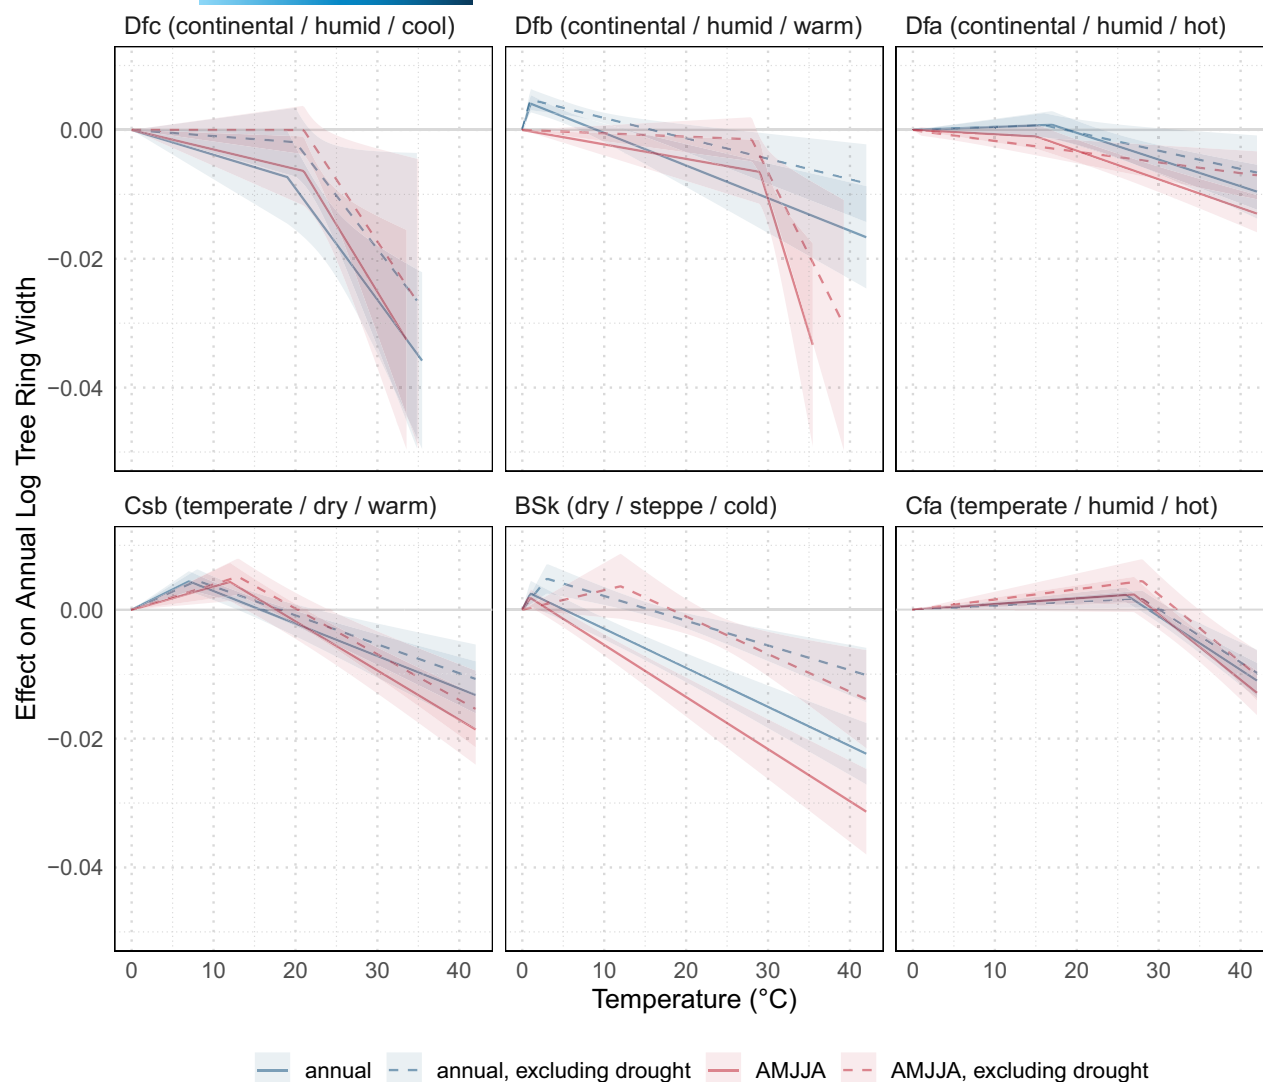 Dfc (continental / humid / cool)
Dfb (continental / humid / warm)
Dfa (continental / humid / hot)
0.00
−0.02
−0.04
Csb (temperate / dry / warm)
BSk (dry / steppe / cold)
Cfa (temperate / humid / hot)
0.00
−0.02
−0.04
Effect on Annual Log Tree Ring Width
0 10 20 30 40
0 10 20 30 40
0 10 20 30 40
Temperature (°C)
annual
annual, excluding drought
AMJJA
AMJJA, excluding drought